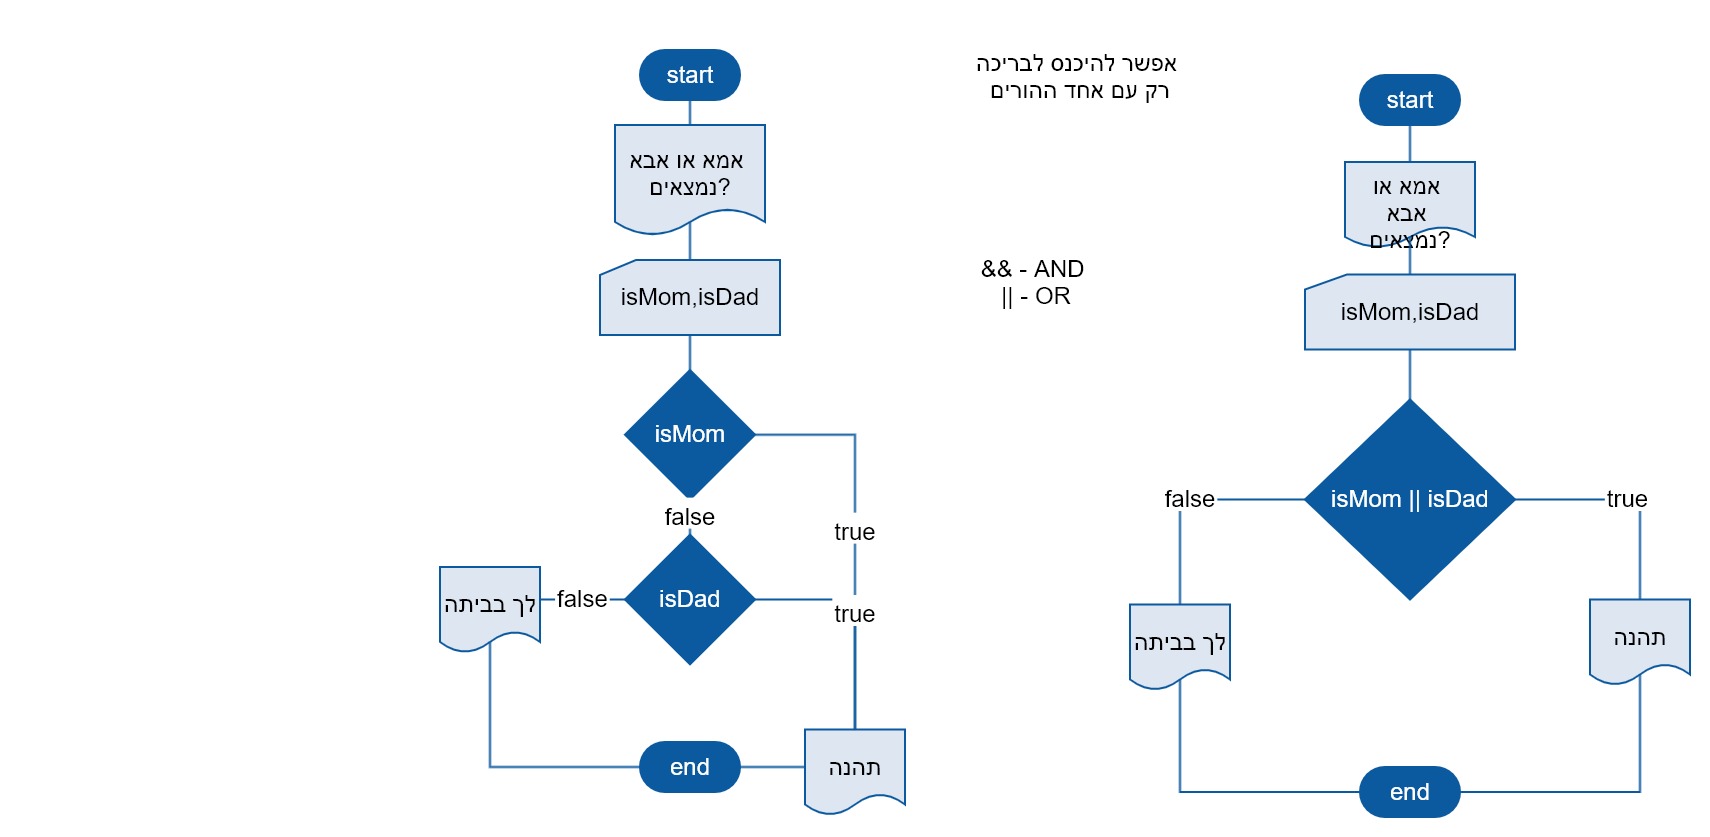 start
אמא או אבא
נמצאים?
isMom,isDad
isMom
false
true
isDad
false
true
לך בביתה
end
תהנה
אפשר להיכנס לבריכה
רק עם אחד ההורים
&& - AND
|| - OR
start
אמא או
אבא
נמצאים?
isMom,isDad
isMom || isDad
false
true
לך בביתה
תהנה
end